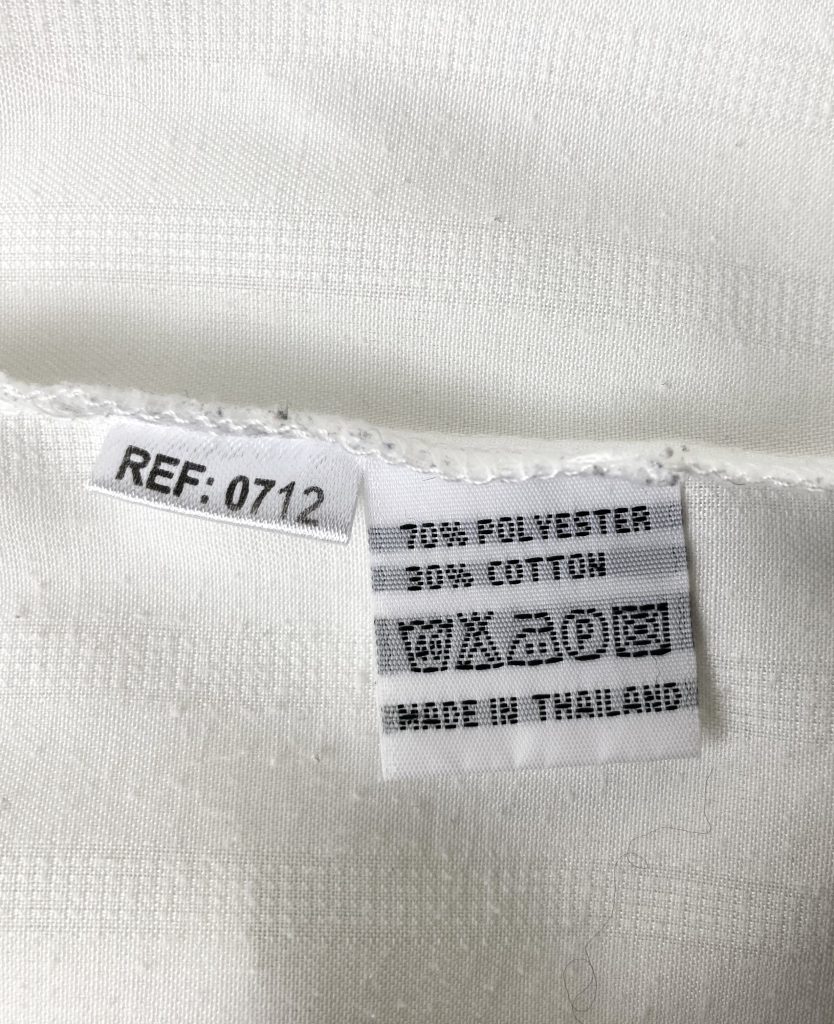 REF: 0712
70% POLYESTER
30% COTTON
P
MADE IN THAILAND